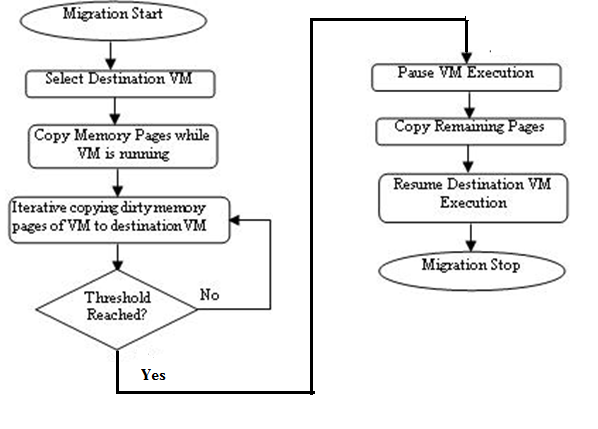 Migration Start
Select Destination VM
Copy Memory Pages while
VM is running
Iterative copying dirty memory
pages of VM to destination VM
Threshold
Reached?
No
Yes
Pause VM Execution
Copy Remaining Pages
Resume Destination VM
Execution
Migration Stop